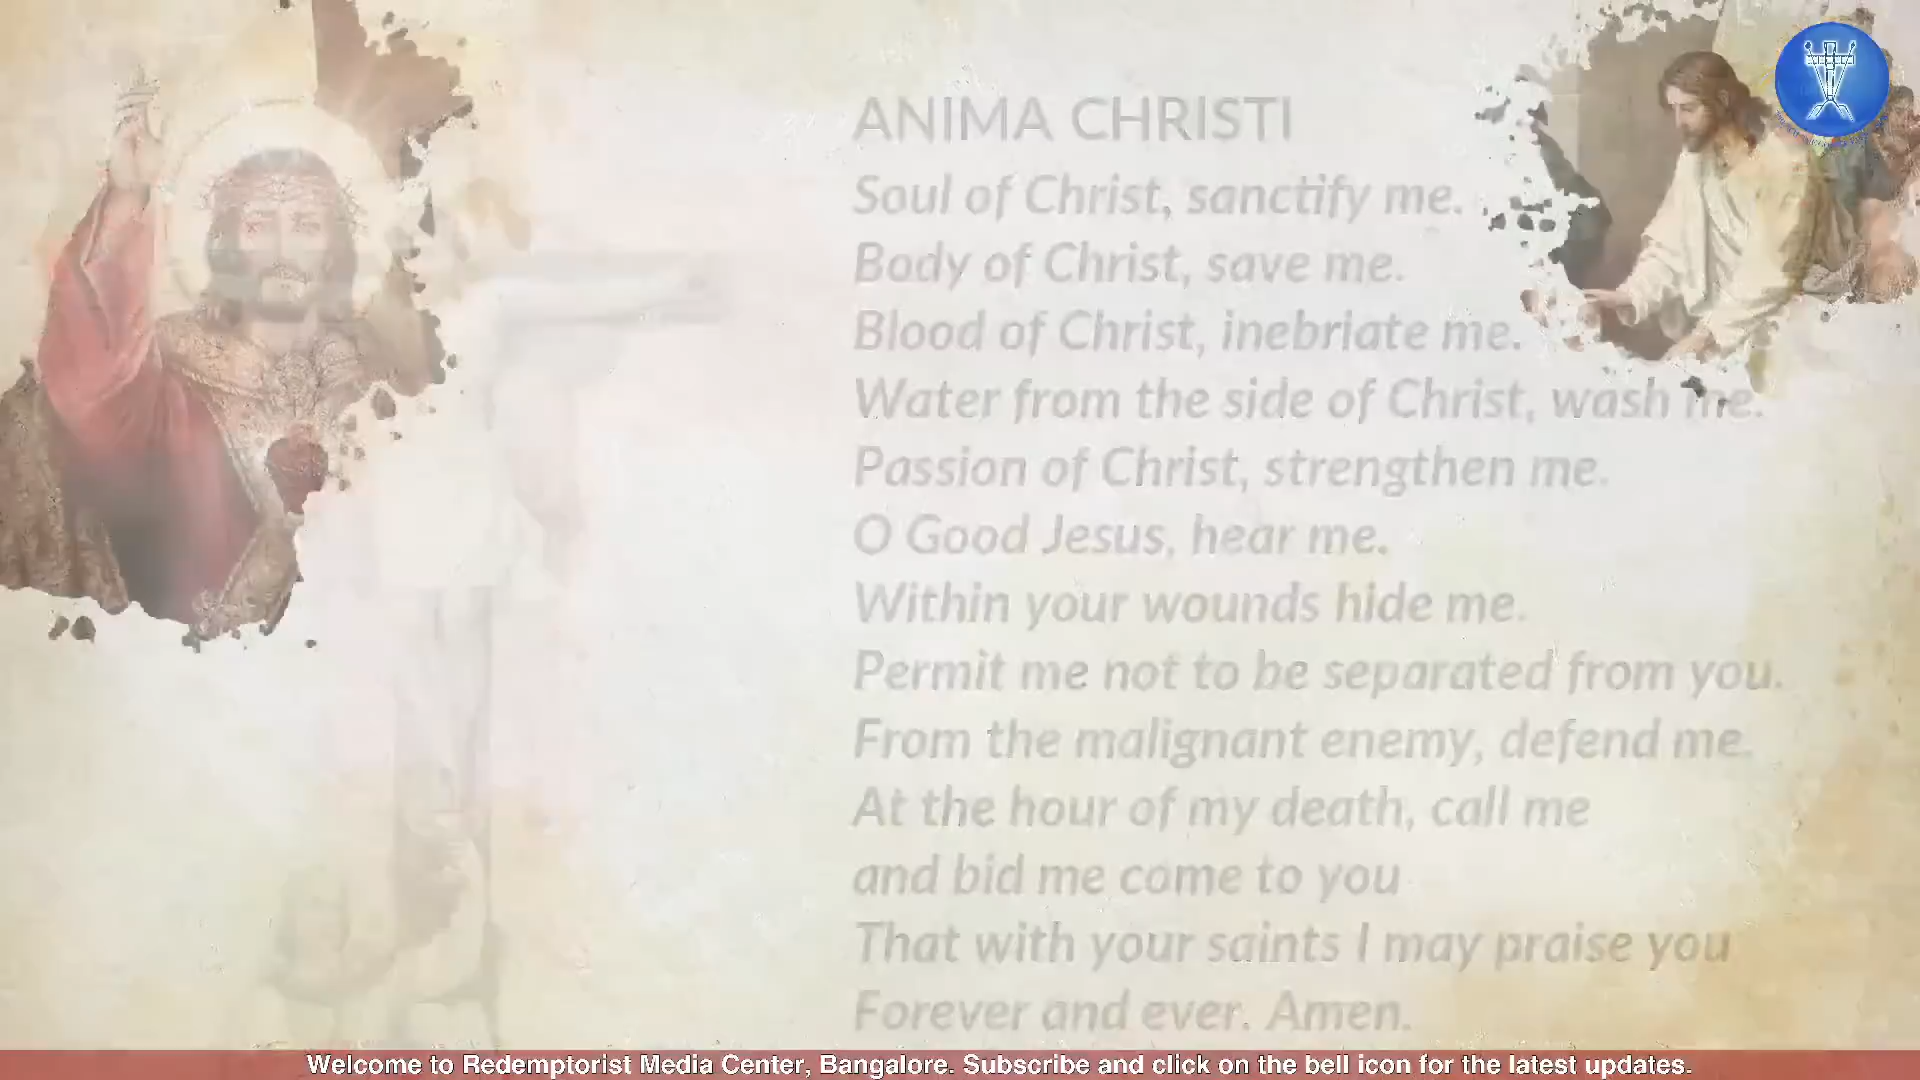 ANIMA CHRISTI
Soul of Christ, sanctify me.
Body of Christ, save me.
Blood of Christ, inebriate me.
Water from the side of Christ, wash me.
Passion of Christ, strengthen me.
O Good Jesus, hear me.
Within your wounds hide me.
Permit me not to be separated from you.
From the malignant enemy, defend me.
At the hour of my death, call me
and bid me come to you
That with your saints I may praise you
Forever and ever. Amen.
Welcome to Redemptorist Media Center, Bangalore. Subscribe and click on the bell icon for the latest updates.